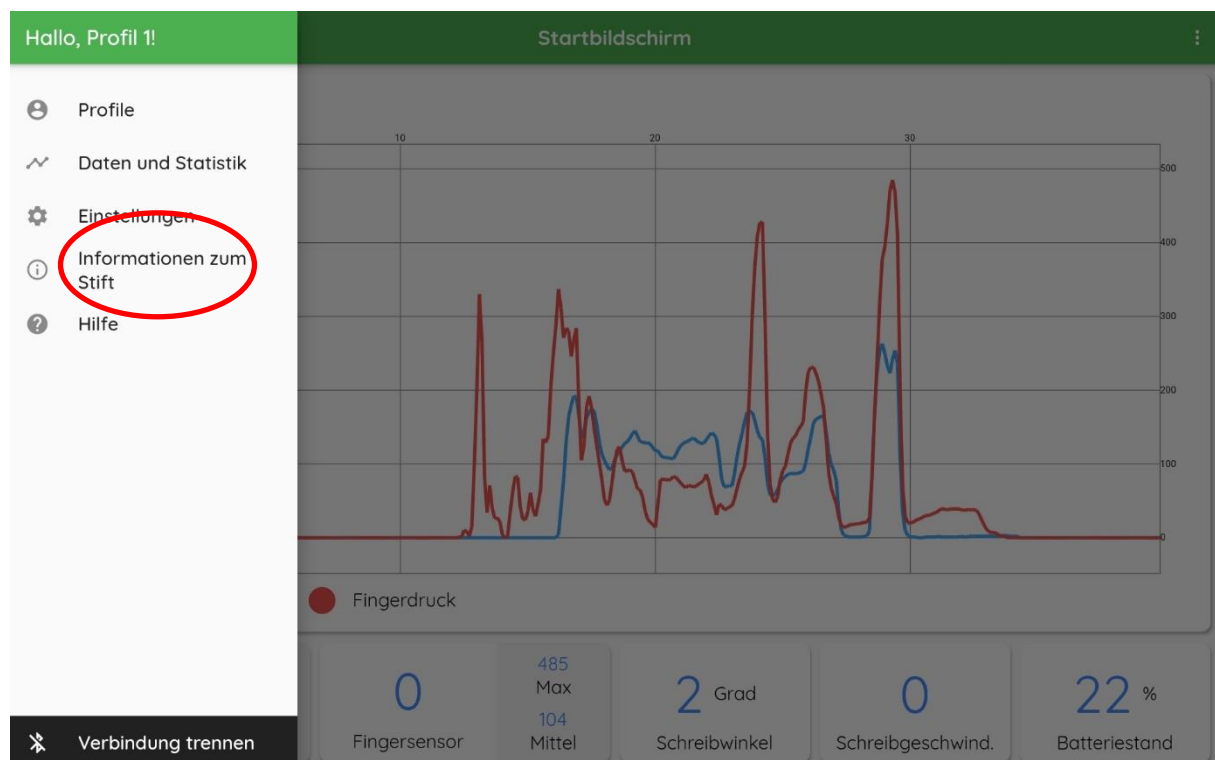 Hallo, Profil 1!
Startbildschirm
Profile
Daten und Statistik
Einstellungen
Informationen zum
Stift
Hilfe
Verbindung trennen
10
20
30
500
400
300
200
100
0
Fingerdruck
0
Fingersensor
485
Max
104
Mittel
2 Grad
Schreibwinkel
0
Schreibgeschwind.
22 %
Batteriestand